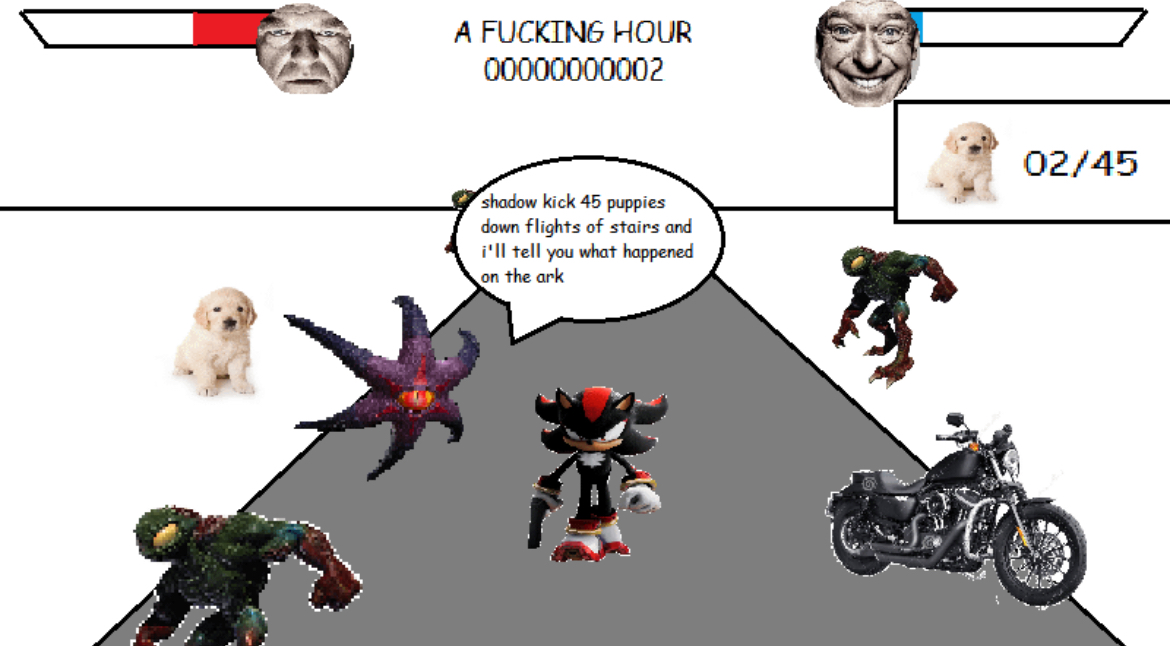 A FUCKING HOUR
00000000002
02/45
shadow kick 45 puppies
down flights of stairs and
i'll tell you what happened
on the ark